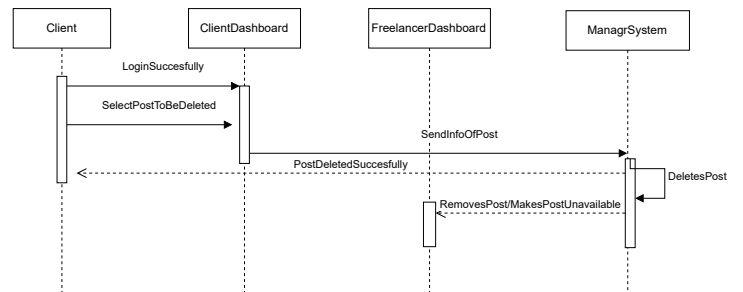 Client
ClientDashboard
FreelancerDashboard
ManagrSystem
LoginSuccesfully
SelectPostToBeDeleted
SendInfoOfPost
PostDeletedSuccesfully
DeletesPost
RemovesPost/MakesPostUnavailable